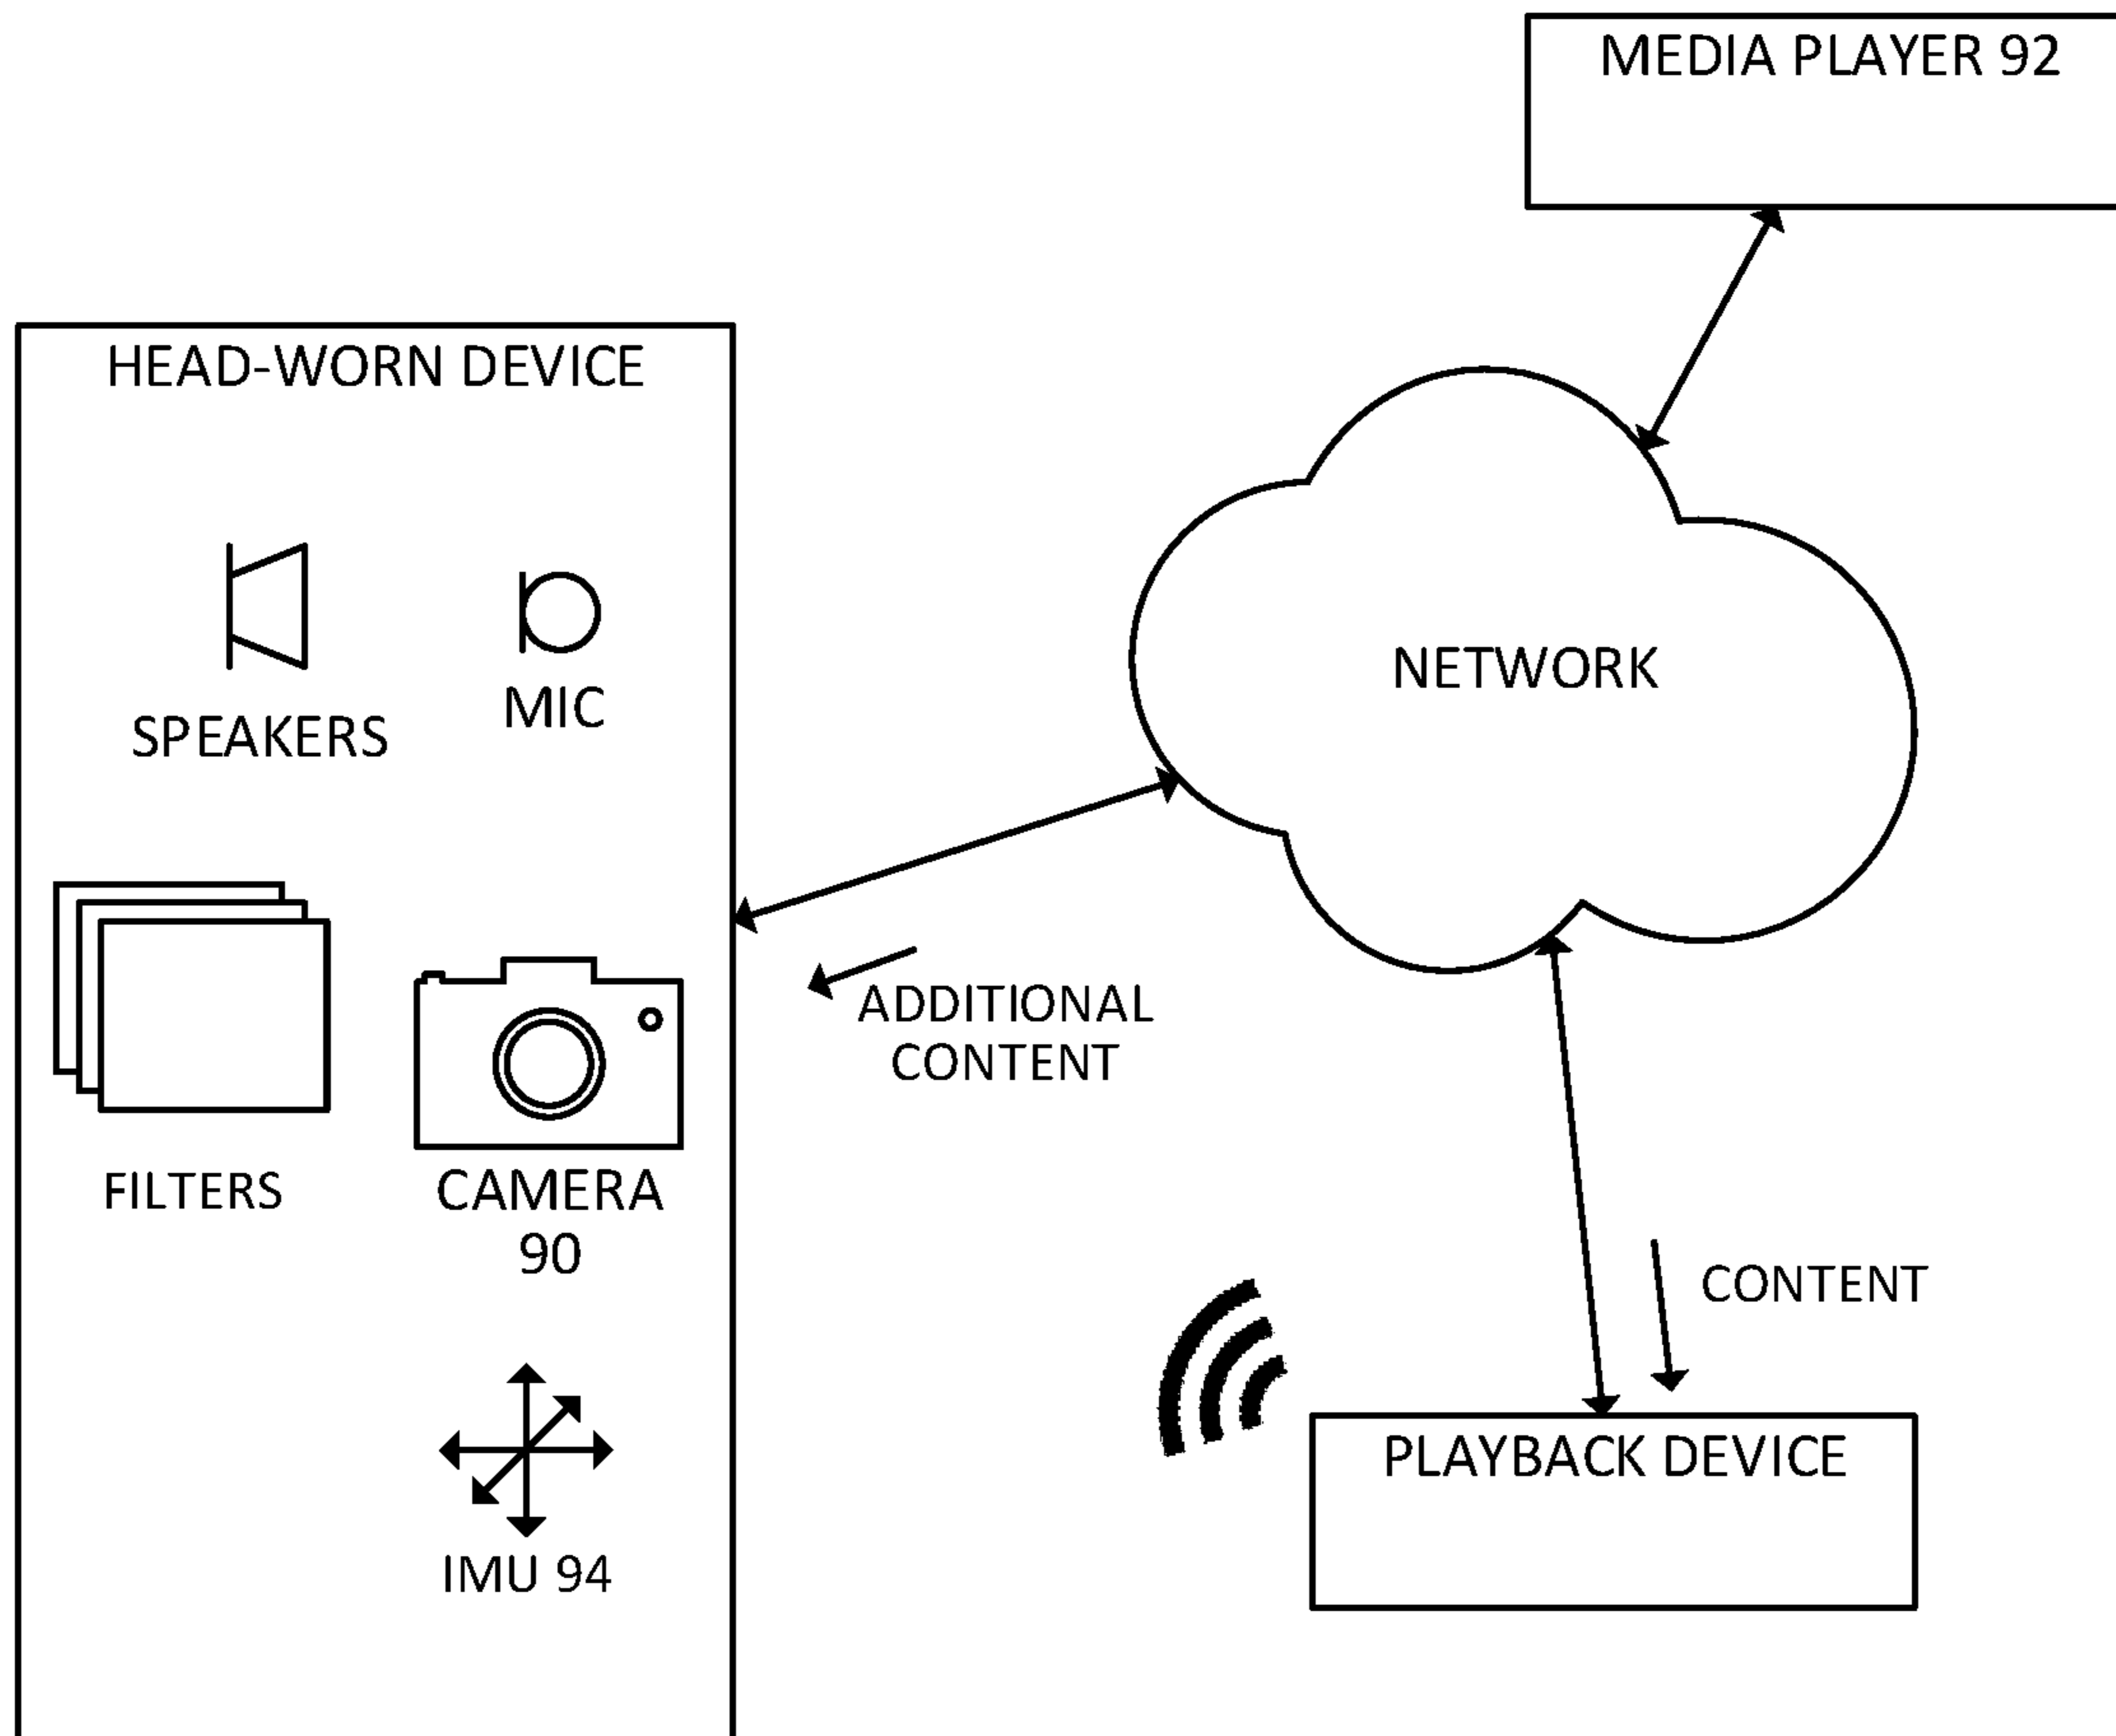 MEDIA PLAYER 92
HEAD-WORN DEVICE
SPEAKERS
MIC
NETWORK
FILTERS
CAMERA
90
ADDITIONAL
CONTENT
IMU 94
CONTENT
PLAYBACK DEVICE